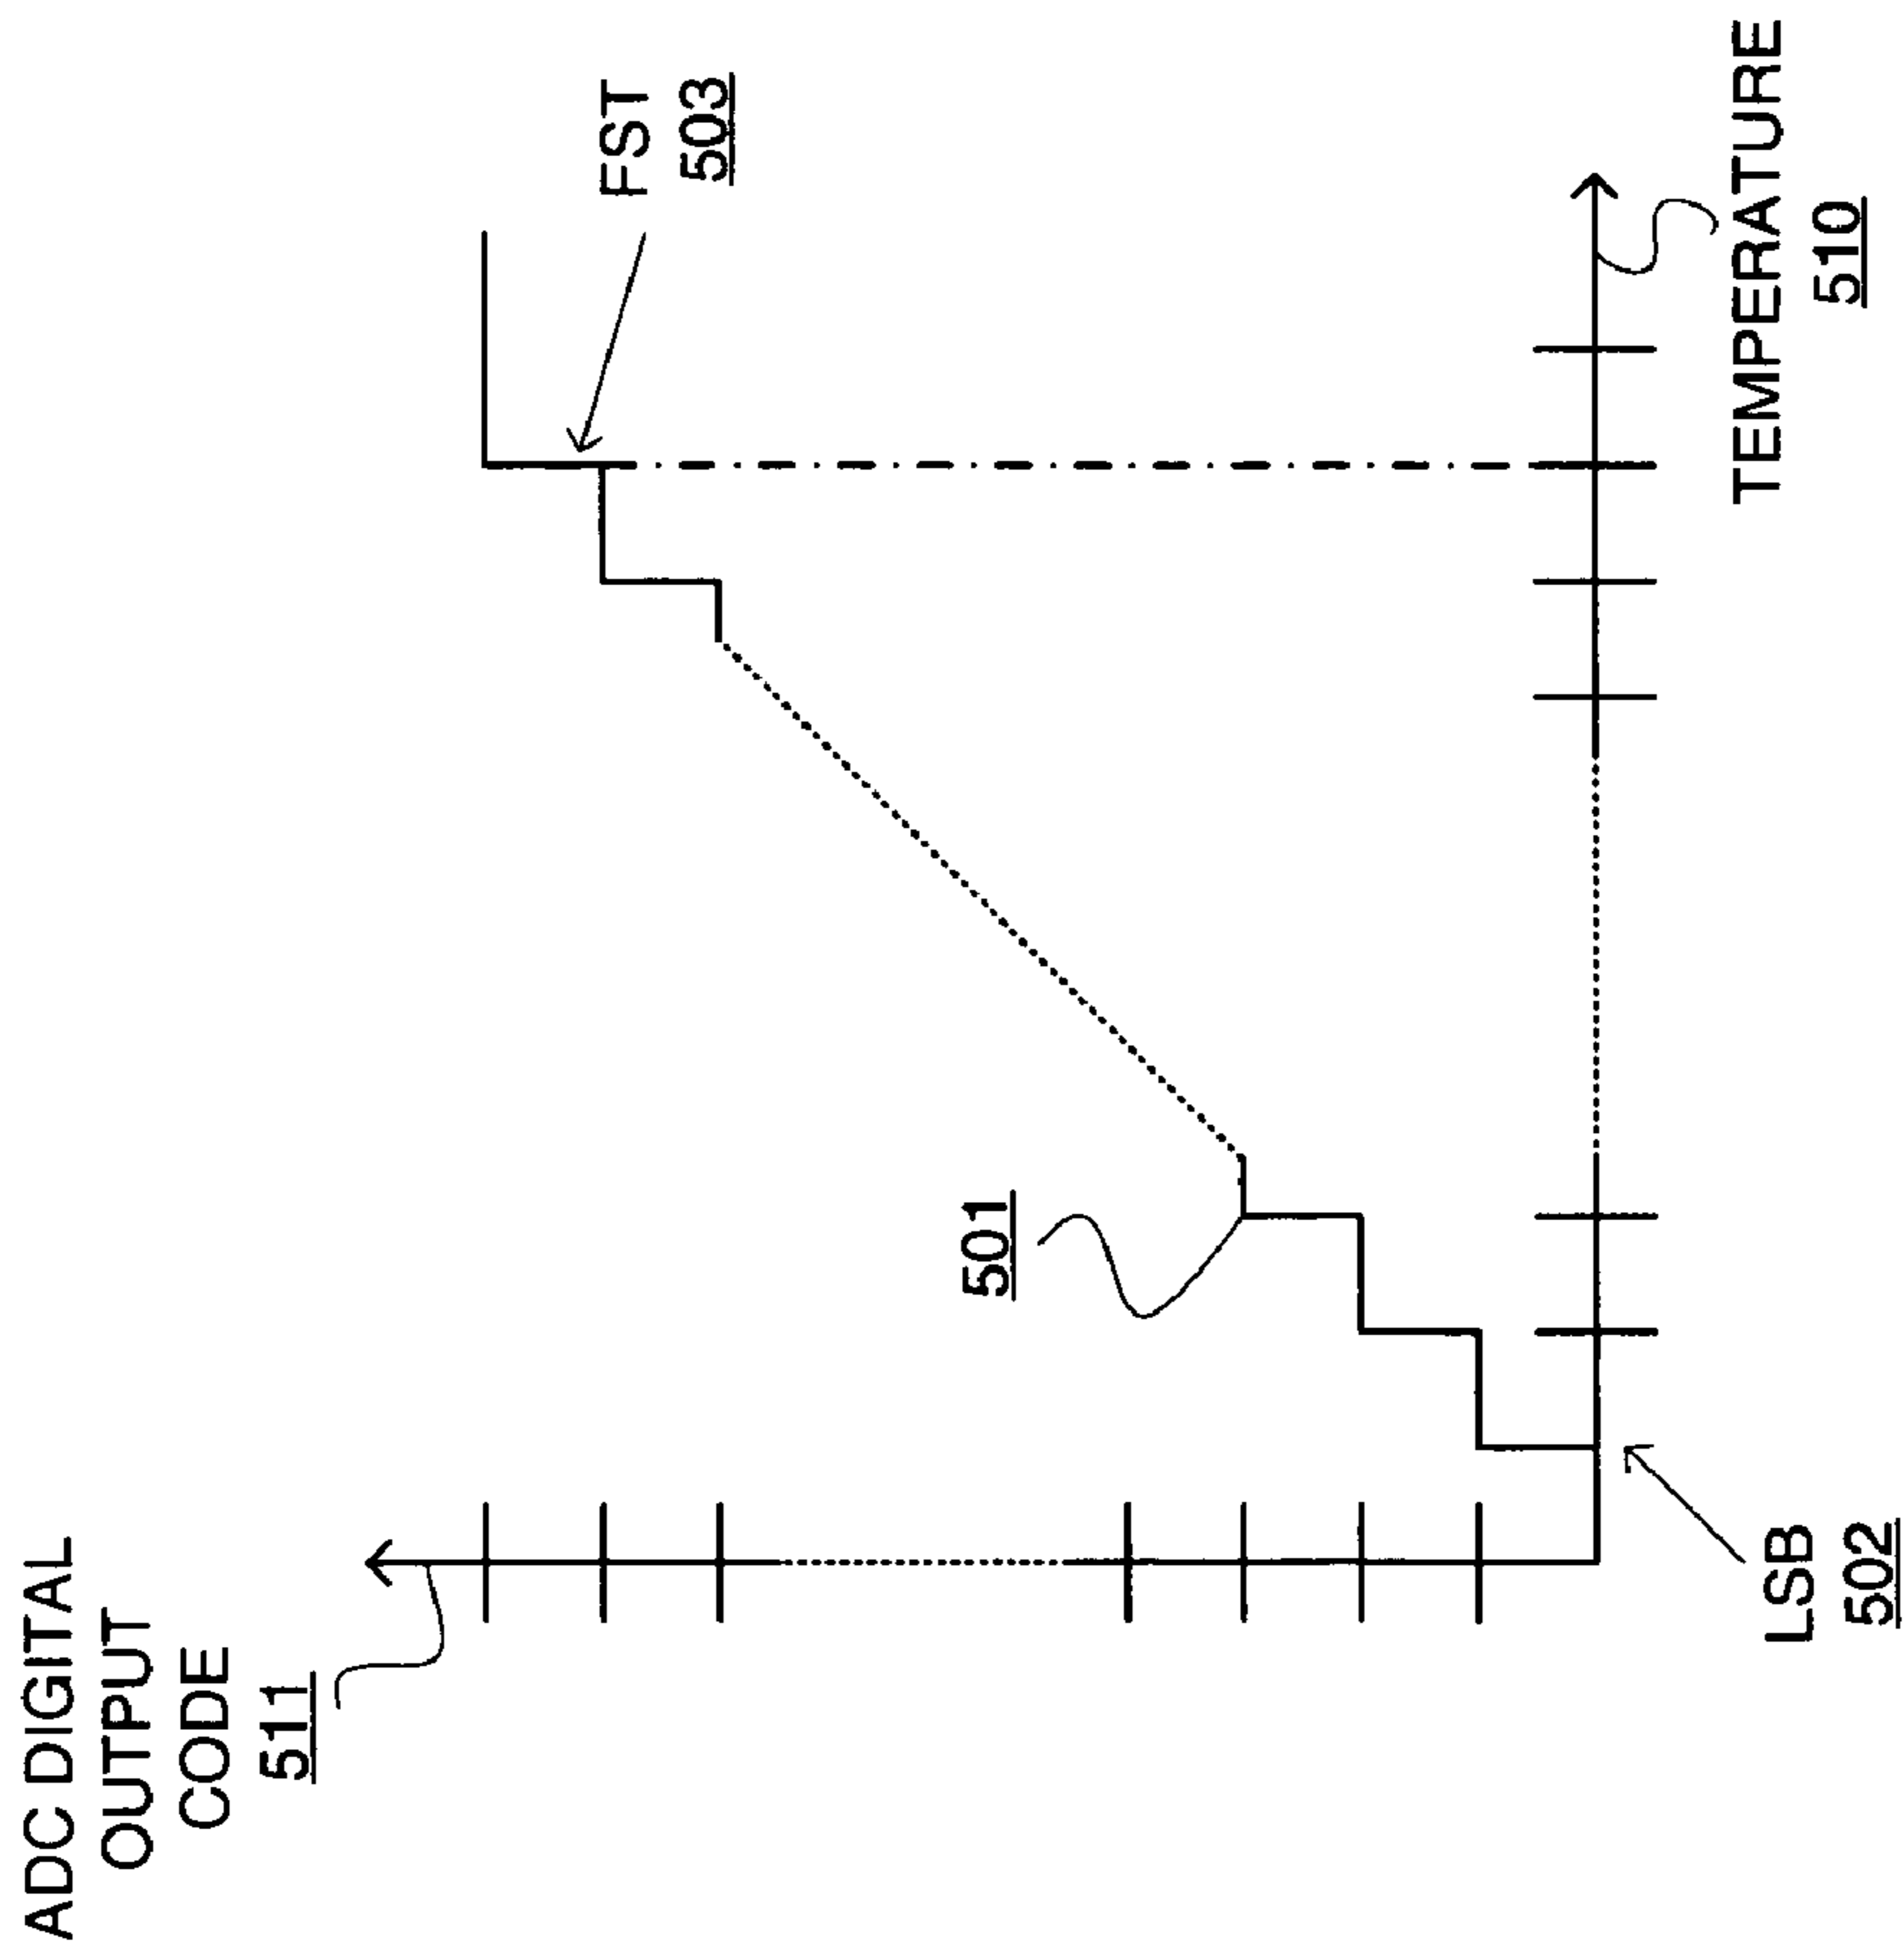 ADC DIGITAL
OUTPUT
CODE
511
501
FST
503
LSB
502
TEMPERATURE
510